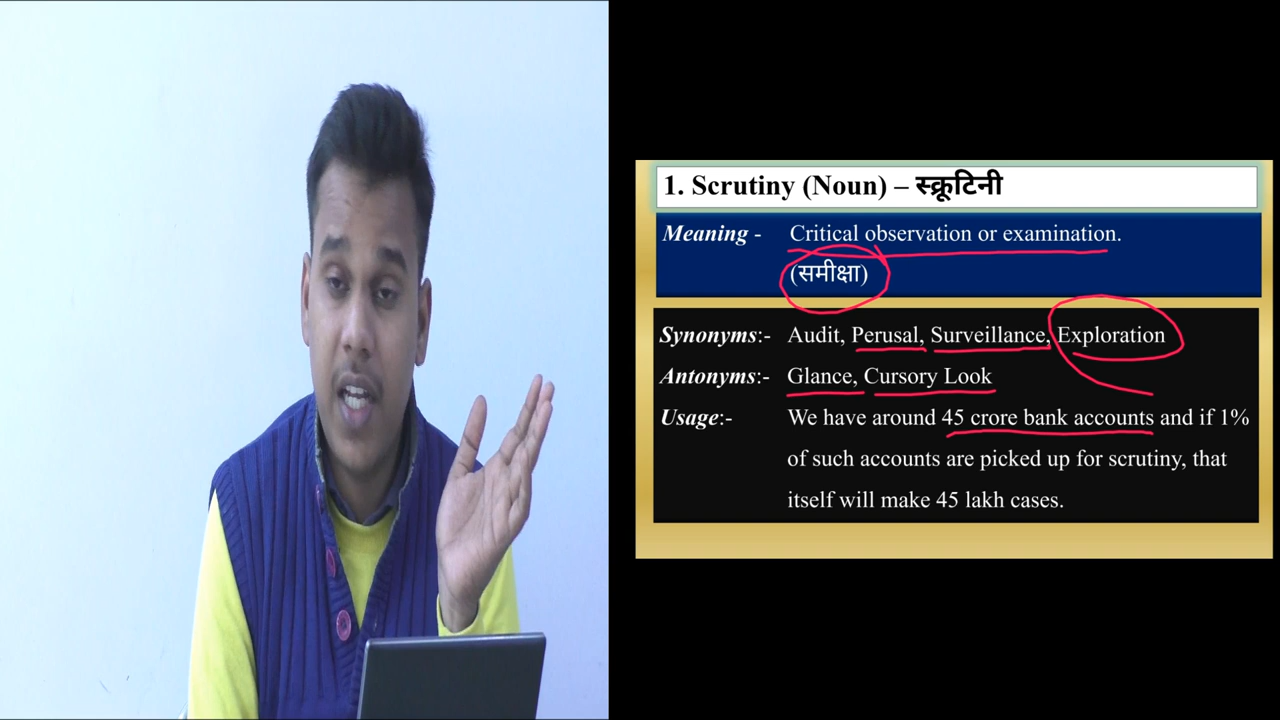 1. Scrutiny (Noun) – स्क्रूटिनी
Meaning - Critical observation or examination.
(समीक्षा)
Synonyms:- Audit, Perusal, Surveillance, Exploration
Antonyms:- Glance, Cursory Look
Usage:- We have around 45 crore bank accounts and if 1%
of such accounts are picked up for scrutiny, that
itself will make 45 lakh cases.